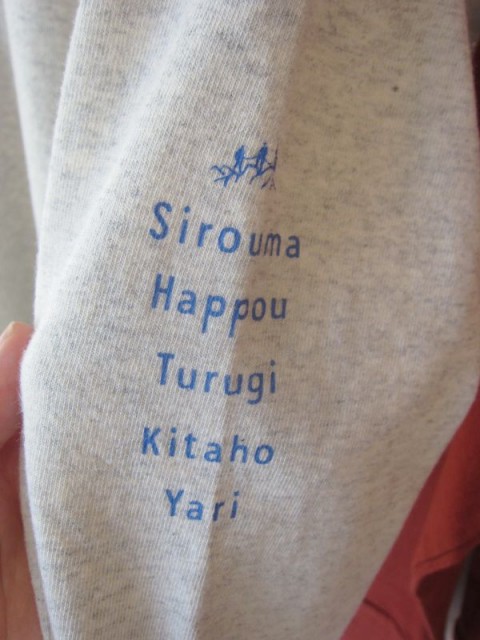 Sirouma
Happou
Turugi
Kitaho
Yari